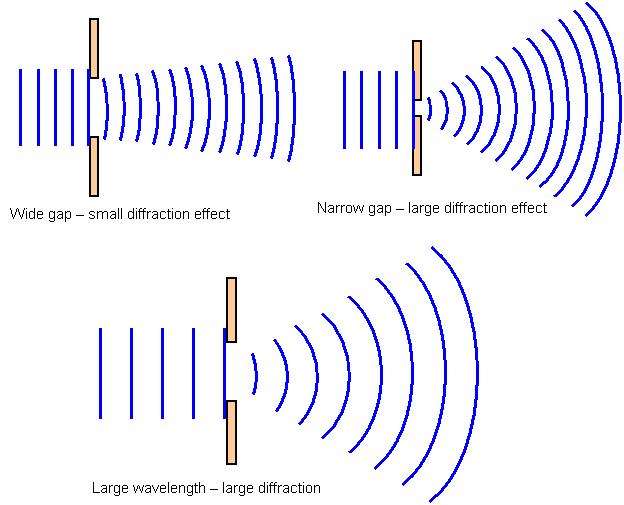 Wide gap – small diffraction effect
Narrow gap – large diffraction effect
Large wavelength – large diffraction